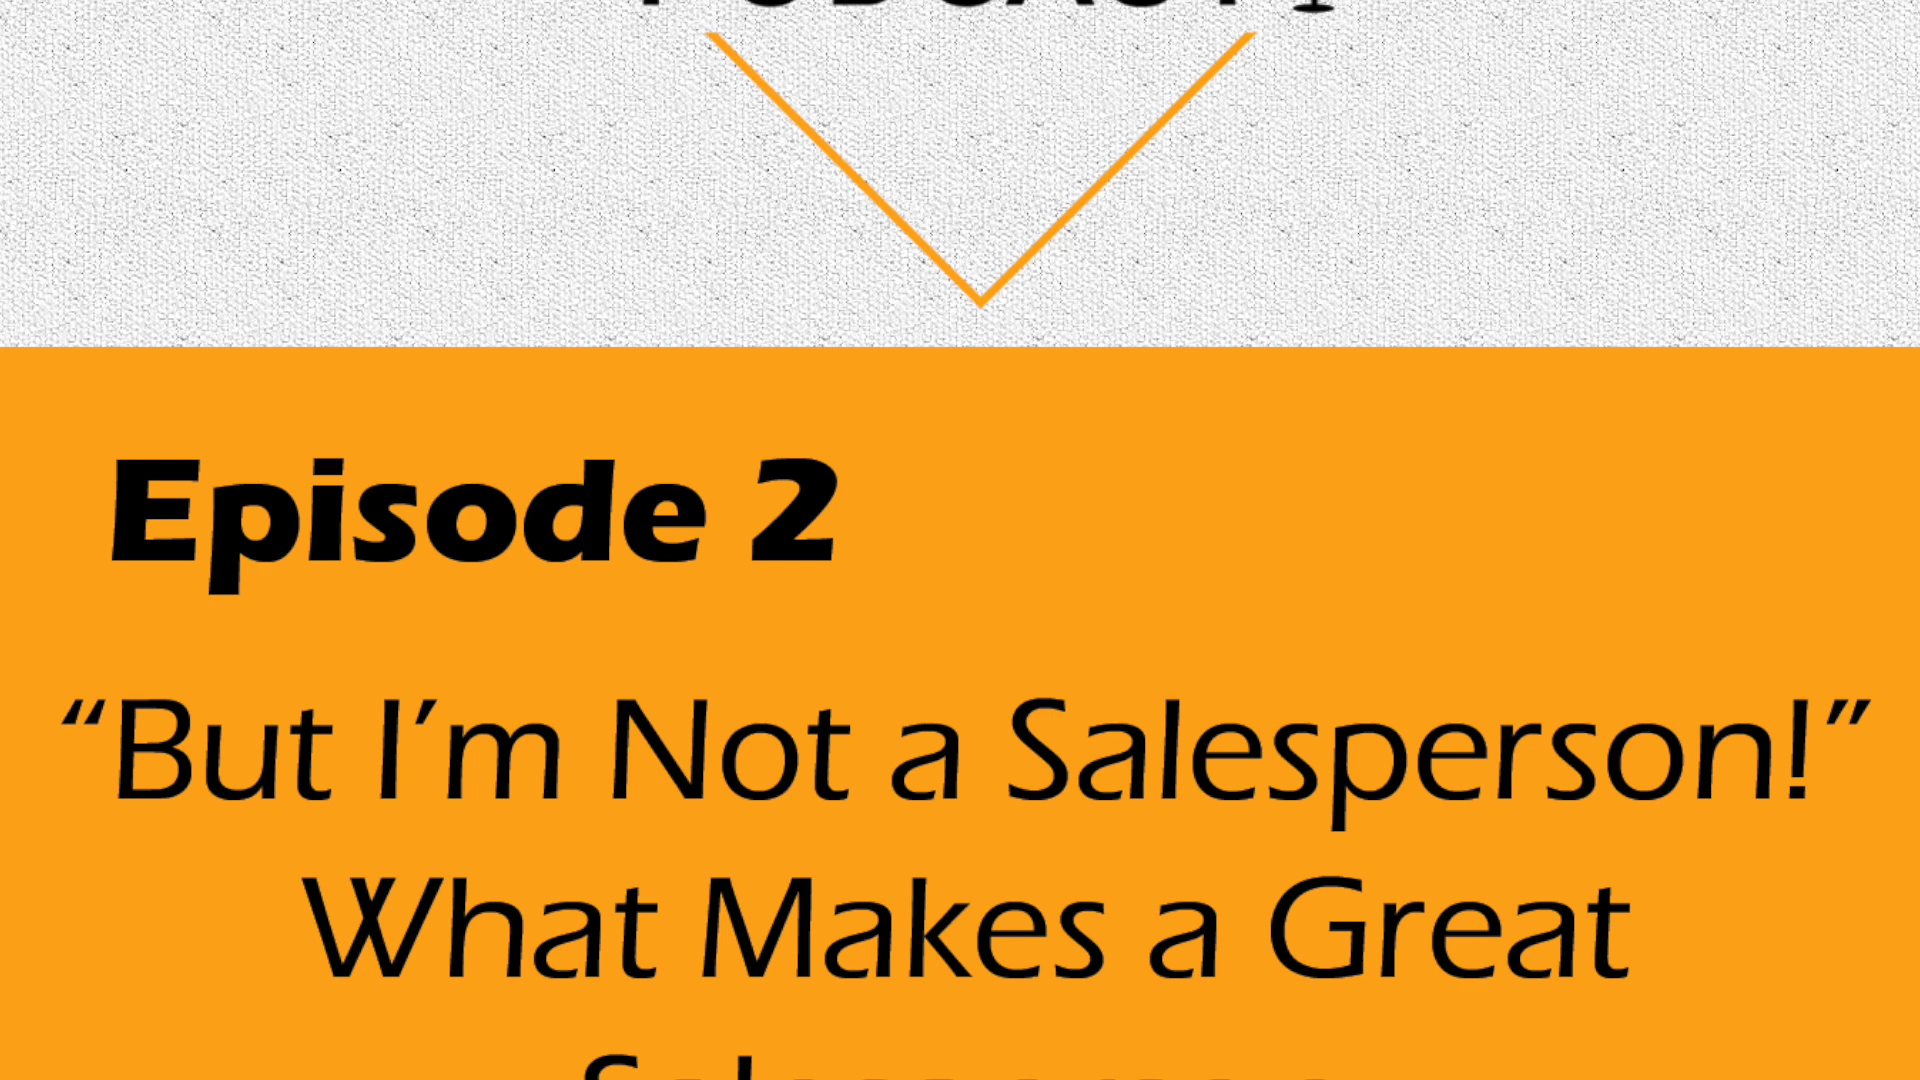 Episode 2
“But I’m Not a Salesperson!”
What Makes a Great